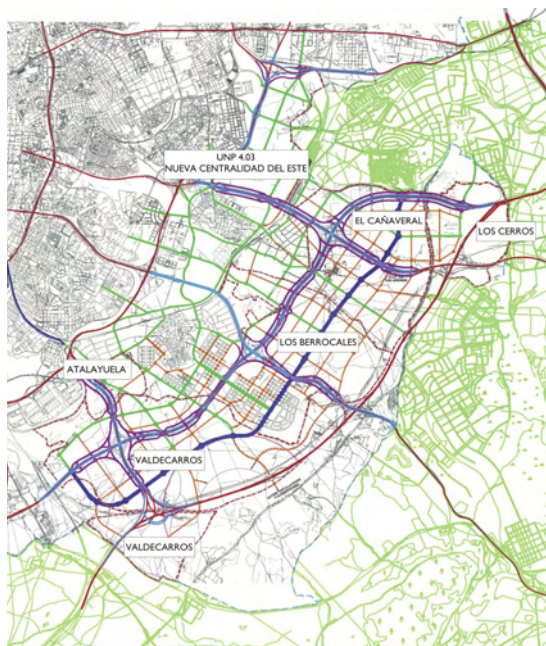 UNP 4.03
NUEVA CENTRALIDAD DEL ESTE
EL CAÑAVERAL
LOS CERROS
LOS BERROCALES
ATALAYUELA
VALDECARROS
VALDECARROS